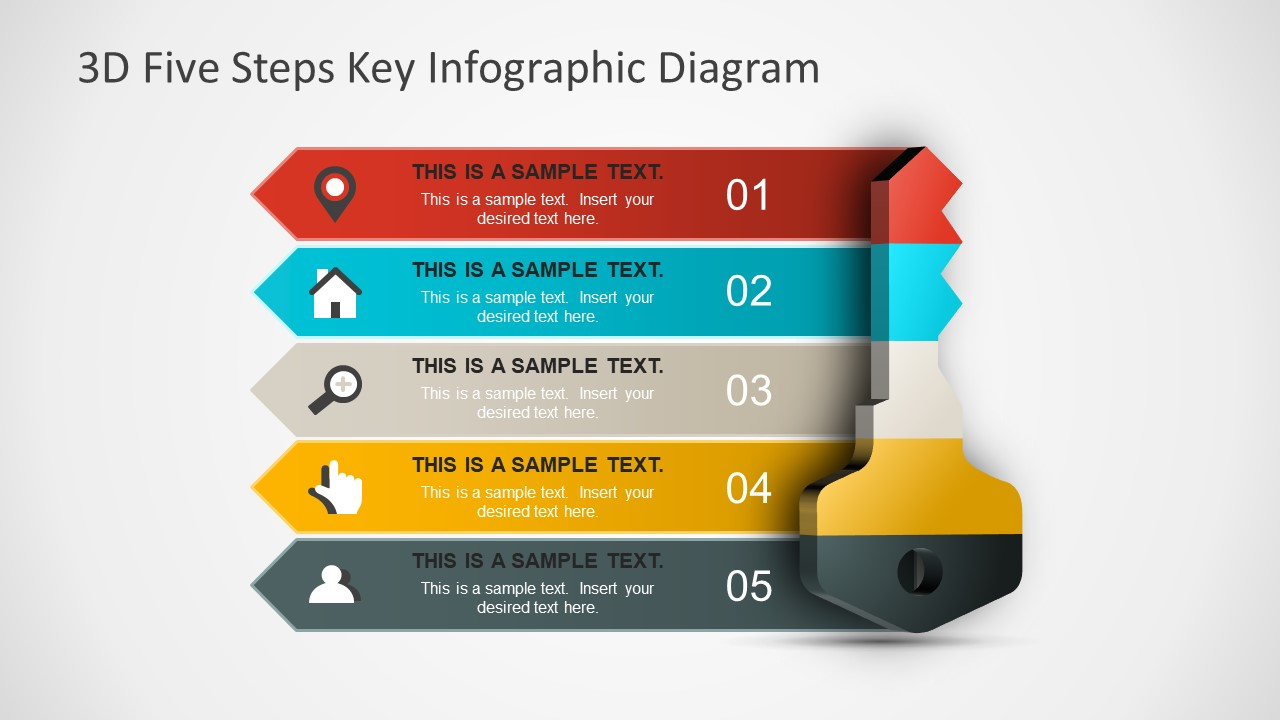 3D Five Steps Key Infographic Diagram
THIS IS A SAMPLE TEXT.
This is a sample text. Insert your
desired text here.
01
THIS IS A SAMPLE TEXT.
This is a sample text. Insert your
desired text here.
02
THIS IS A SAMPLE TEXT.
This is a sample text. Insert your
desired text here.
03
THIS IS A SAMPLE TEXT.
This is a sample text. Insert your
desired text here.
04
THIS IS A SAMPLE TEXT.
This is a sample text. Insert your
desired text here.
05